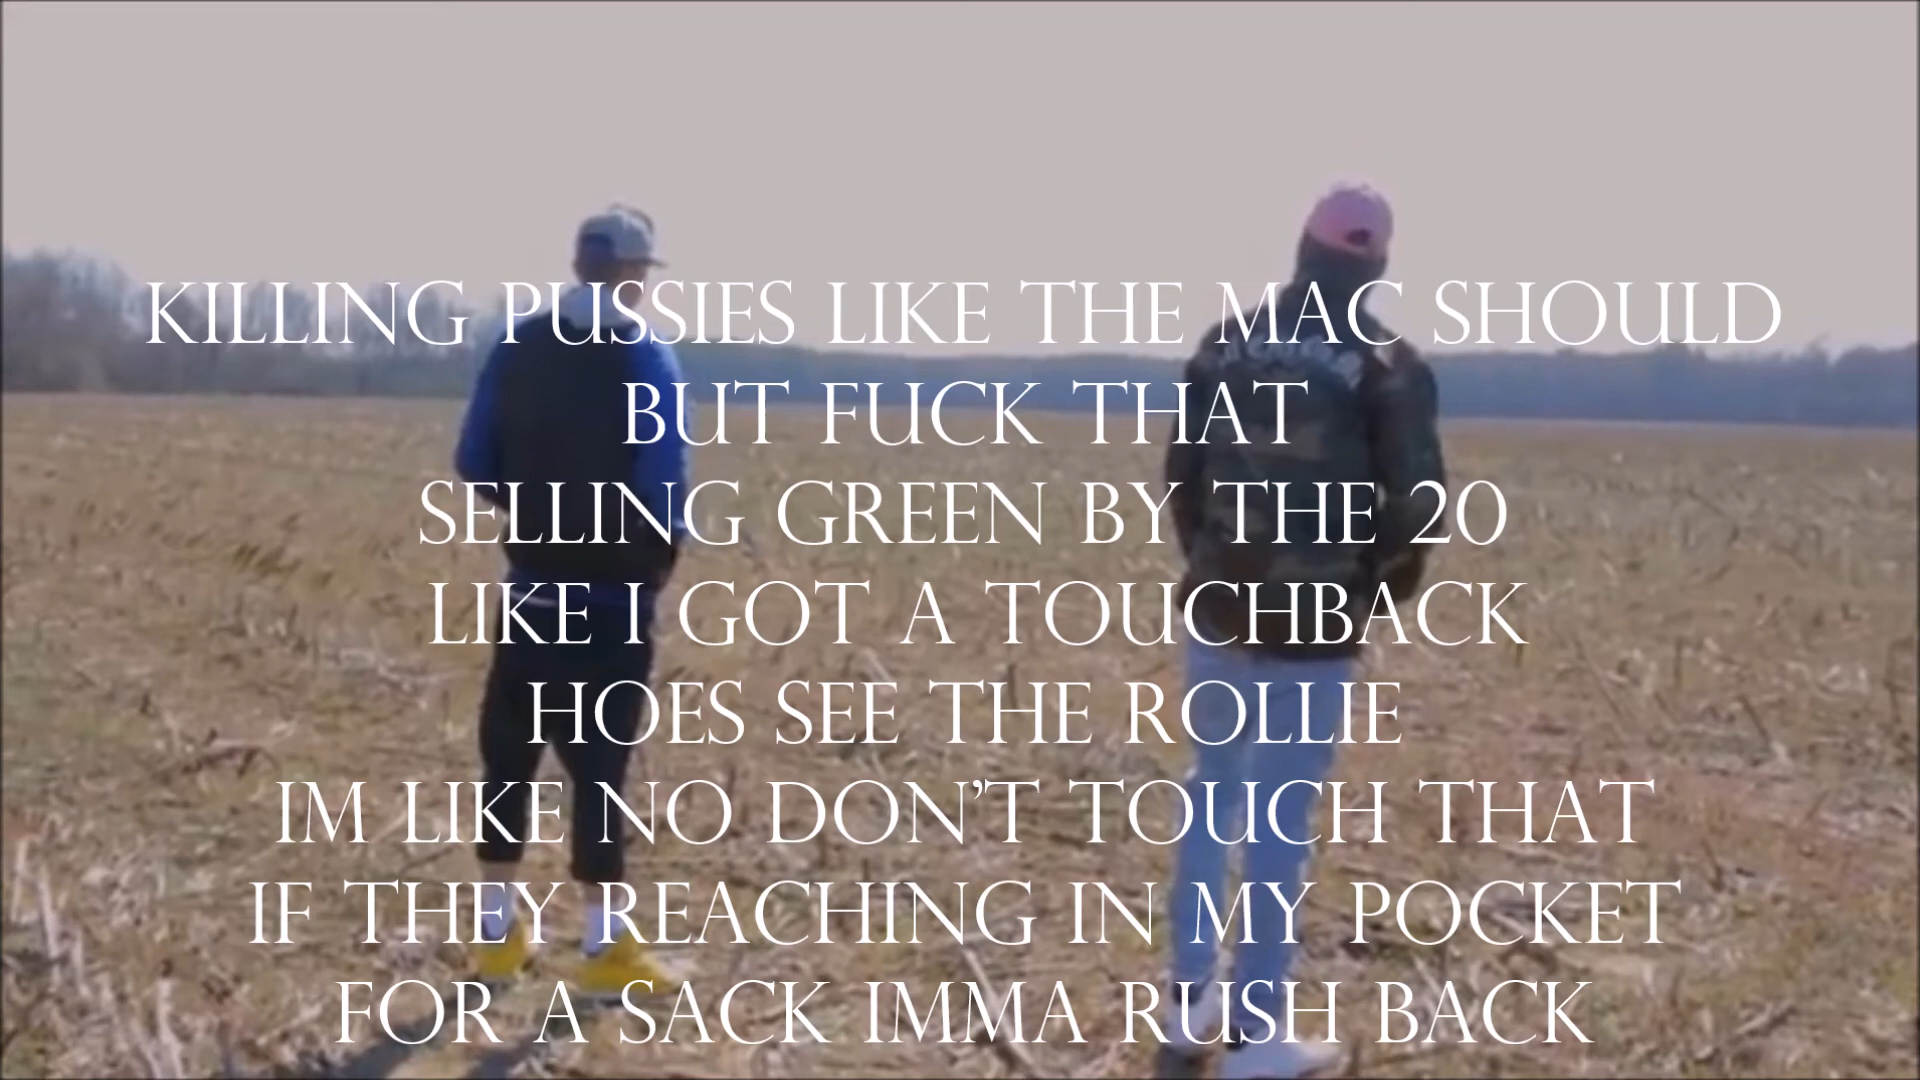 KILLING PUSSIES LIKE THE MAC SHOULD
BUT FUCK THAT
SELLING GREEN BY THE 20
LIKE I GOT A TOUCHBACK
HOES SEE THE ROLLIE
IM LIKE NO DON'T TOUCH THAT
IF THEY REACHING IN MY POCKET
FOR A SACK IMMA RUSH BACK